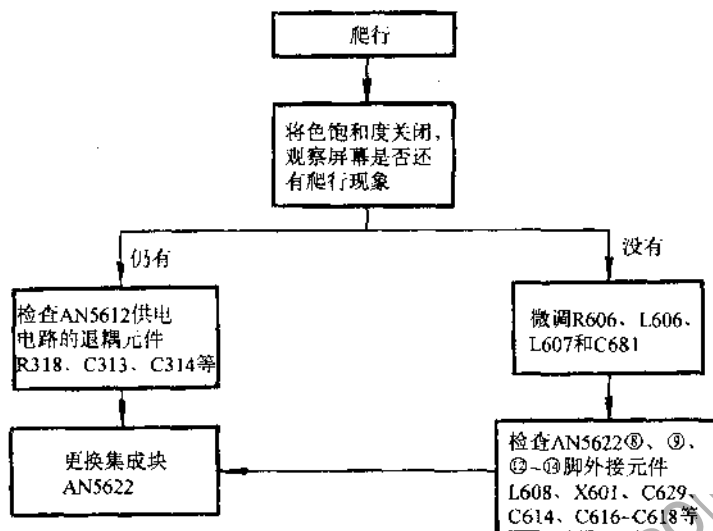 爬行
将色饱和度关闭，
观察屏幕是否还
有爬行现象
仍有
没有
检查AN5612供电
电路的退耦元件
R318、C313、C314等
微调R606、L606、
L607和C681
更换集成块
AN5622
检查AN5622⑧、⑨、
⑫~⑭脚外接元件
L608、X601、C629、
C614、C616~C618等